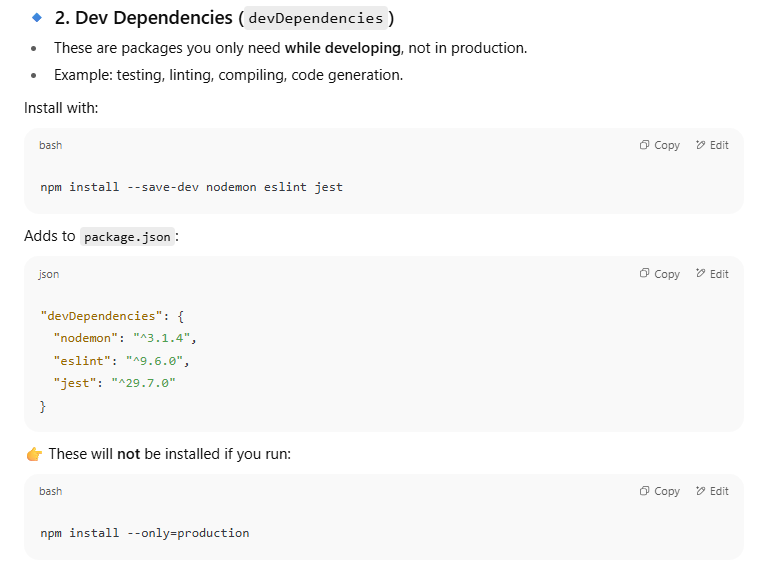 🔹 2. Dev Dependencies (devDependencies)
• These are packages you only need while developing, not in production.
• Example: testing, linting, compiling, code generation.
Install with:
bash Copy Edit
npm install --save-dev nodemon eslint jest
Adds to package.json:
json Copy Edit
"devDependencies": {
  "nodemon": "^3.1.4",
  "eslint": "^9.6.0",
  "jest": "^29.7.0"
}
👉 These will not be installed if you run:
bash Copy Edit
npm install --only=production